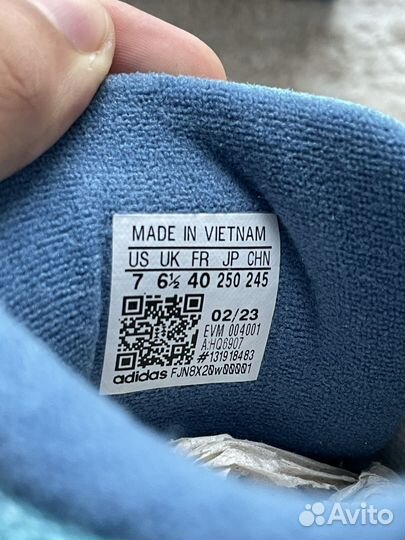 MADE IN VIETNAM
US UK FR JP CHN
7 6½ 40 250 245
02/23
EVM 004001
A:HQ6907
#131918483
adidas FJN8X20w00001
Avito